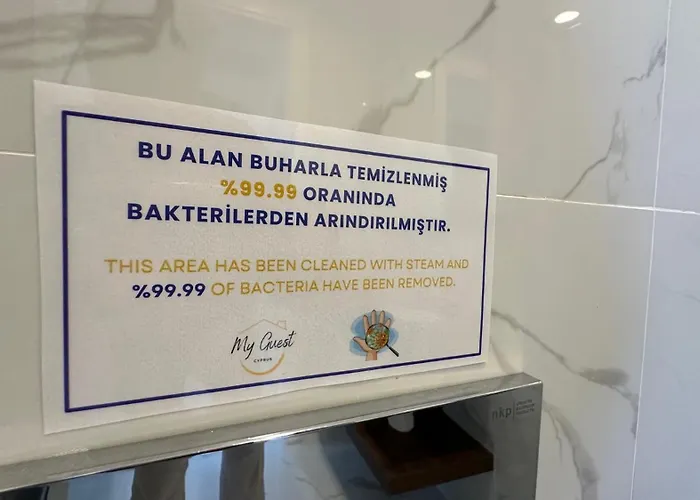 BU ALAN BUHARLA TEMİZLENMİŞ
%99.99 ORANINDA
BAKTERİLERDEN ARINDIRILMIŞTIR.
THIS AREA HAS BEEN CLEANED WITH STEAM AND
%99.99 OF BACTERIA HAVE BEEN REMOVED.
My Guest
CYPRUS
nkp